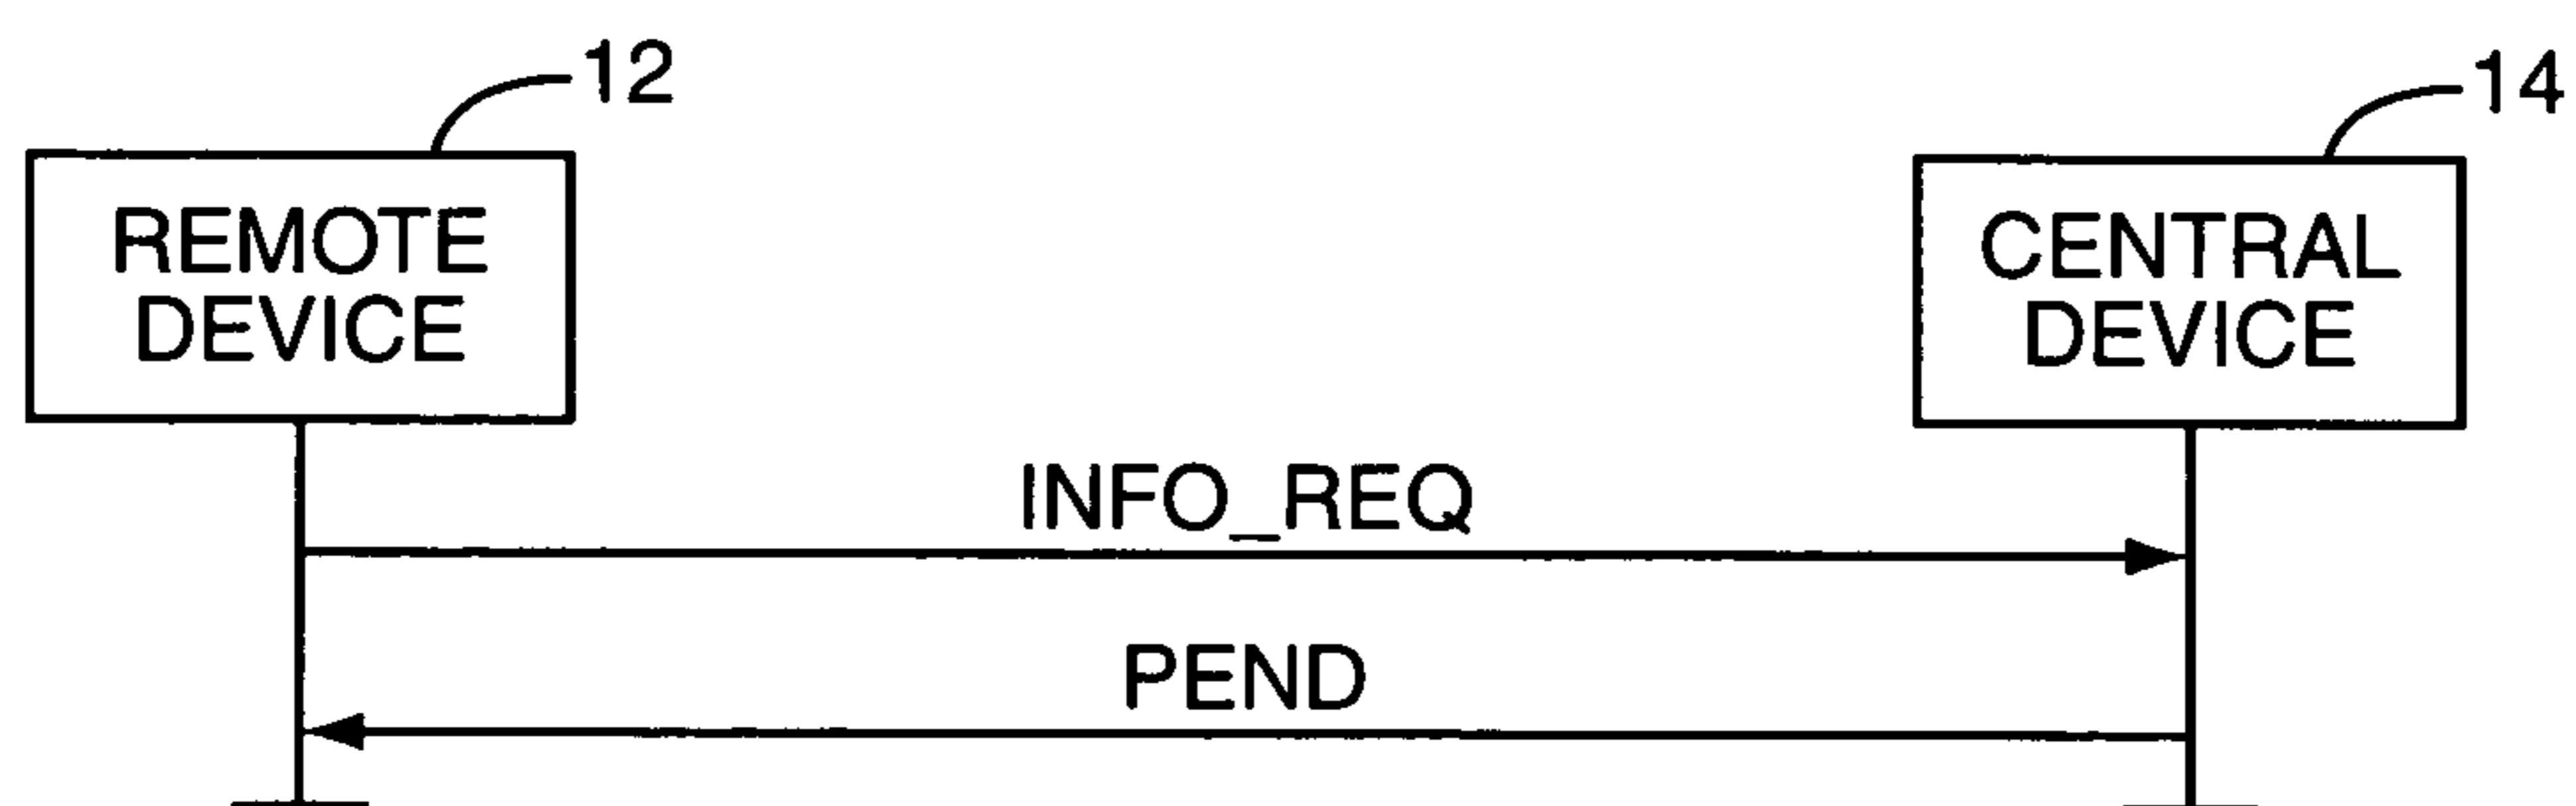 12
14
REMOTE
DEVICE
CENTRAL
DEVICE
INFO_REQ
PEND